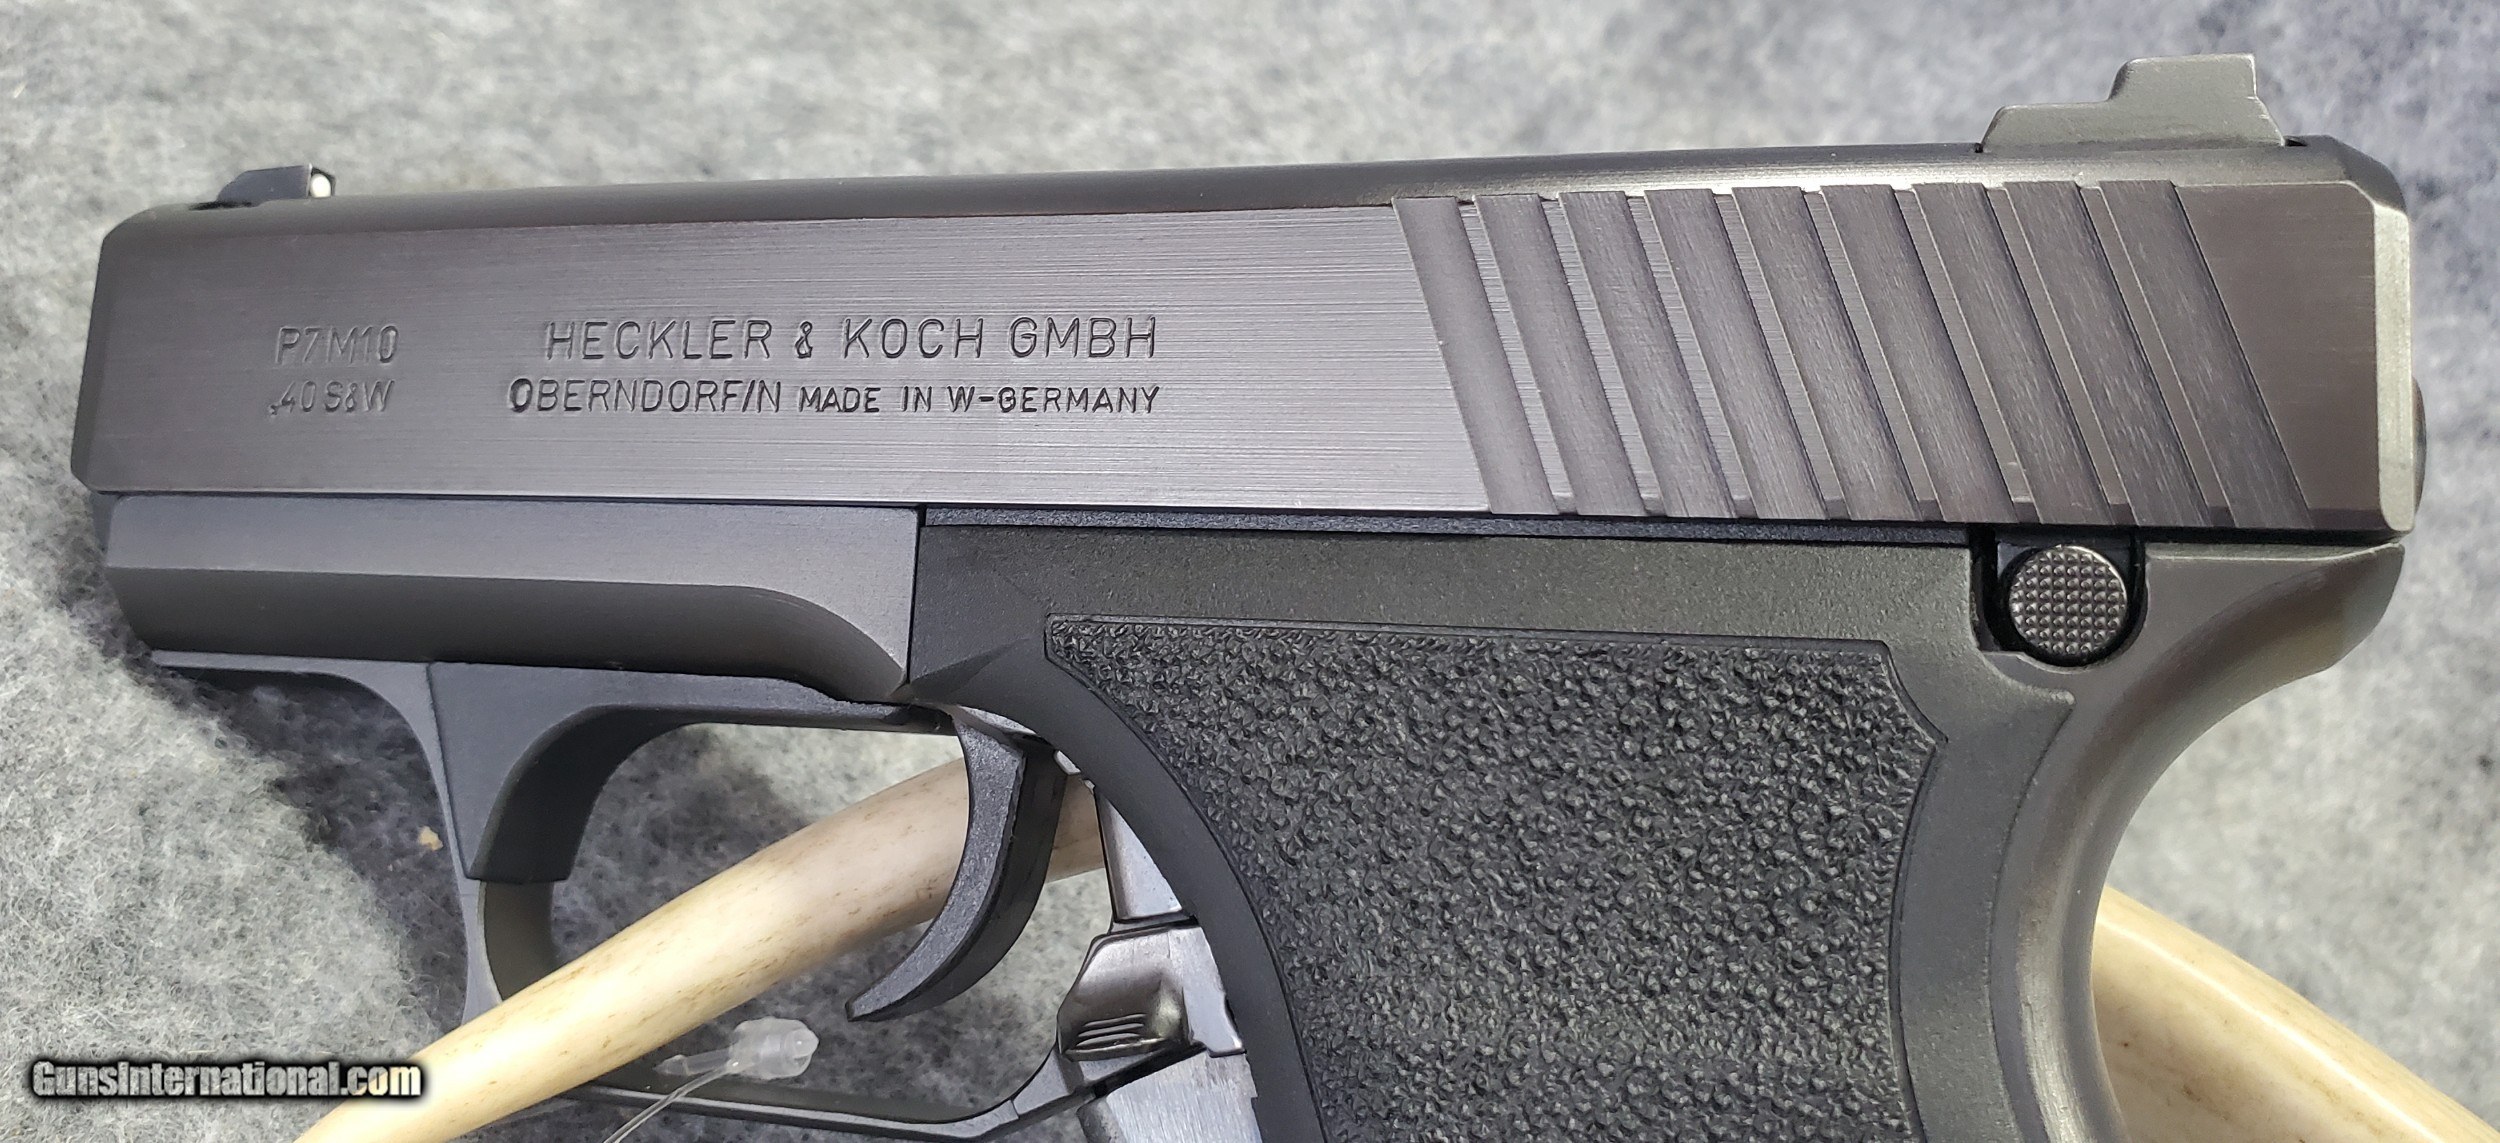 P7M10
.40 S&W
HECKLER & KOCH GMBH
OBERNDORF/N MADE IN W-GERMANY
GunsInternational.com